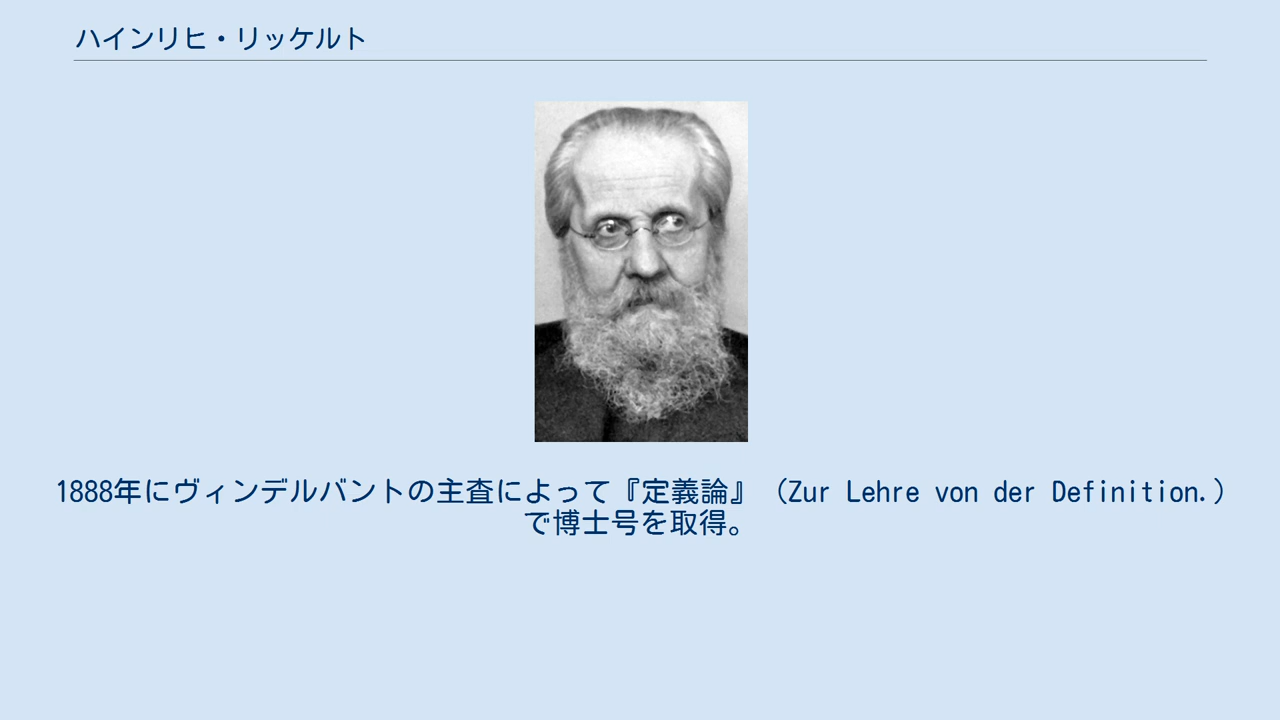 ハインリヒ・リッケルト
1888年にヴィンデルバントの主査によって『定義論』（Zur Lehre von der Definition.）
で博士号を取得。